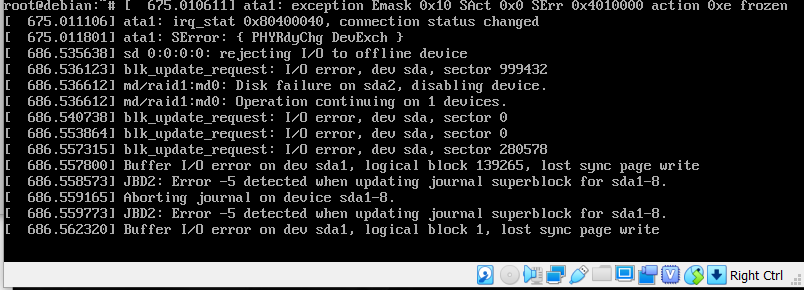 root@debian:~# [  675.010611] ata1: exception Emask 0x10 SAct 0x0 SErr 0x4010000 action 0xe frozen
[  675.011106] ata1: irq_stat 0x80400040, connection status changed
[  675.011801] ata1: SError: { PHYRdyChg DevExch }
[  686.535638] sd 0:0:0:0: rejecting I/O to offline device
[  686.536123] blk_update_request: I/O error, dev sda, sector 999432
[  686.536612] md/raid1:md0: Disk failure on sda2, disabling device.
[  686.536612] md/raid1:md0: Operation continuing on 1 devices.
[  686.540738] blk_update_request: I/O error, dev sda, sector 0
[  686.553864] blk_update_request: I/O error, dev sda, sector 0
[  686.557315] blk_update_request: I/O error, dev sda, sector 280578
[  686.557800] Buffer I/O error on dev sda1, logical block 139265, lost sync page write
[  686.558573] JBD2: Error -5 detected when updating journal superblock for sda1-8.
[  686.559165] Aborting journal on device sda1-8.
[  686.559773] JBD2: Error -5 detected when updating journal superblock for sda1-8.
[  686.562320] Buffer I/O error on dev sda1, logical block 1, lost sync page write
Right Ctrl